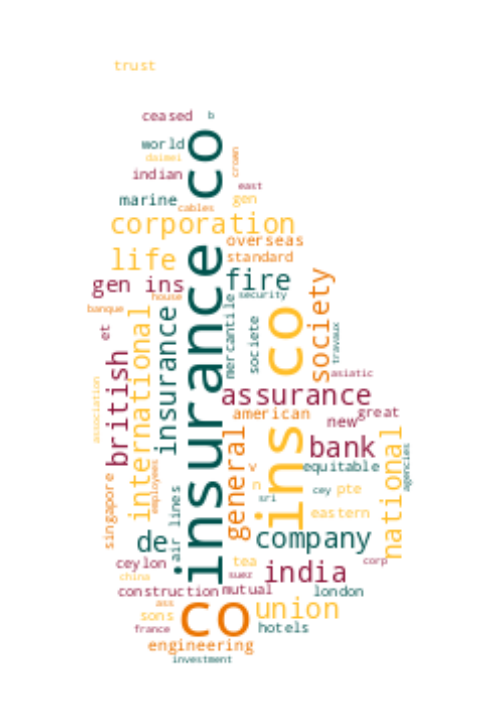 trust
ceased
b
world
daimei
crown
indian
east
marine
cables
gen
corporation
overseas
life
standard
gen ins
fire
house
security
banque
insurance co
ins co
society
mercantile
societe
travaux
et
international
insurance
british
asiatic
assurance
association
american
great
new
bank
general
equitable
national
agencies
employees
v
n
sri
cey
pte
singapore
air lines
eastern
de
company
ceylon
tea
corp
china
suez
india
construction
mutual
london
ass
co
union
sons
france
hotels
engineering
investment